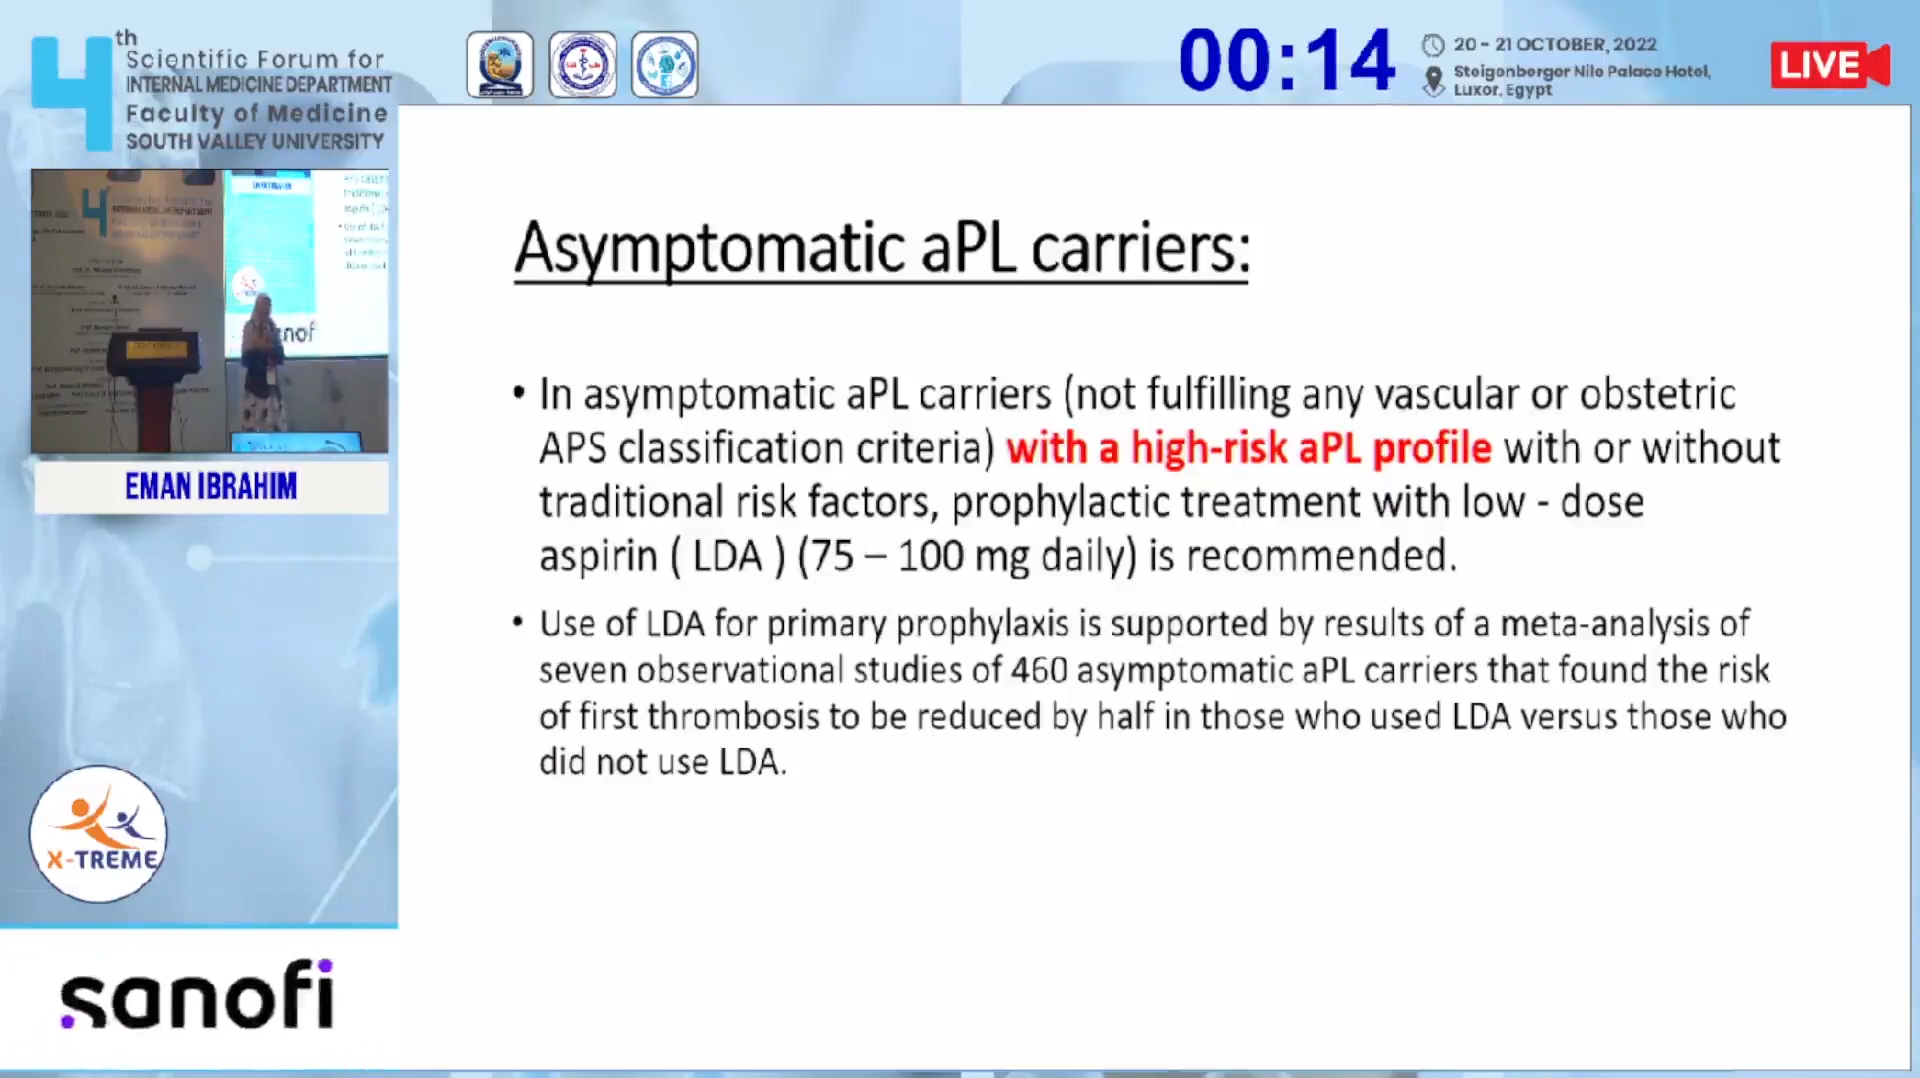 4th
Scientific Forum for
INTERNAL MEDICINE DEPARTMENT
Faculty of Medicine
SOUTH VALLEY UNIVERSITY
00:14
20 - 21 OCTOBER, 2022
Steigenberger Nile Palace Hotel,
Luxor, Egypt
LIVE
EMAN IBRAHIM
Asymptomatic aPL carriers:
• In asymptomatic aPL carriers (not fulfilling any vascular or obstetric
APS classification criteria) with a high-risk aPL profile with or without
traditional risk factors, prophylactic treatment with low - dose
aspirin ( LDA ) (75 – 100 mg daily) is recommended.
• Use of LDA for primary prophylaxis is supported by results of a meta-analysis of
seven observational studies of 460 asymptomatic aPL carriers that found the risk
of first thrombosis to be reduced by half in those who used LDA versus those who
did not use LDA.
X-TREME
sanofi